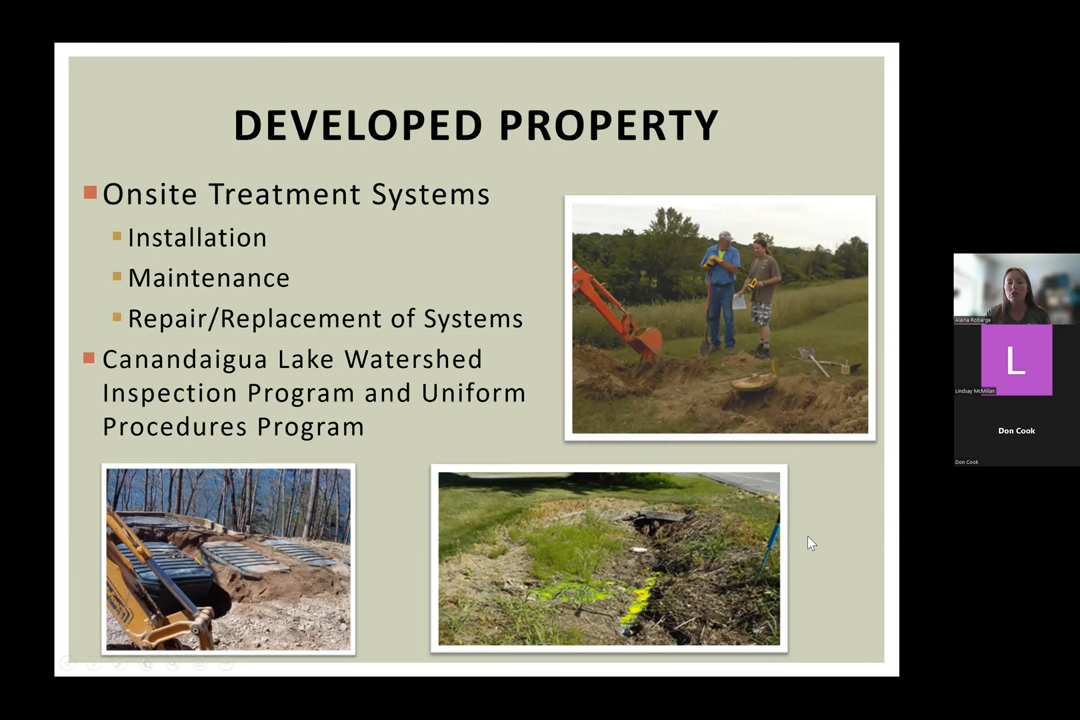 DEVELOPED PROPERTY
Onsite Treatment Systems
Installation
Maintenance
Repair/Replacement of Systems
Canandaigua Lake Watershed
Inspection Program and Uniform
Procedures Program
Alaina Robarge
L
Lindsay McMillan
Don Cook
Don Cook